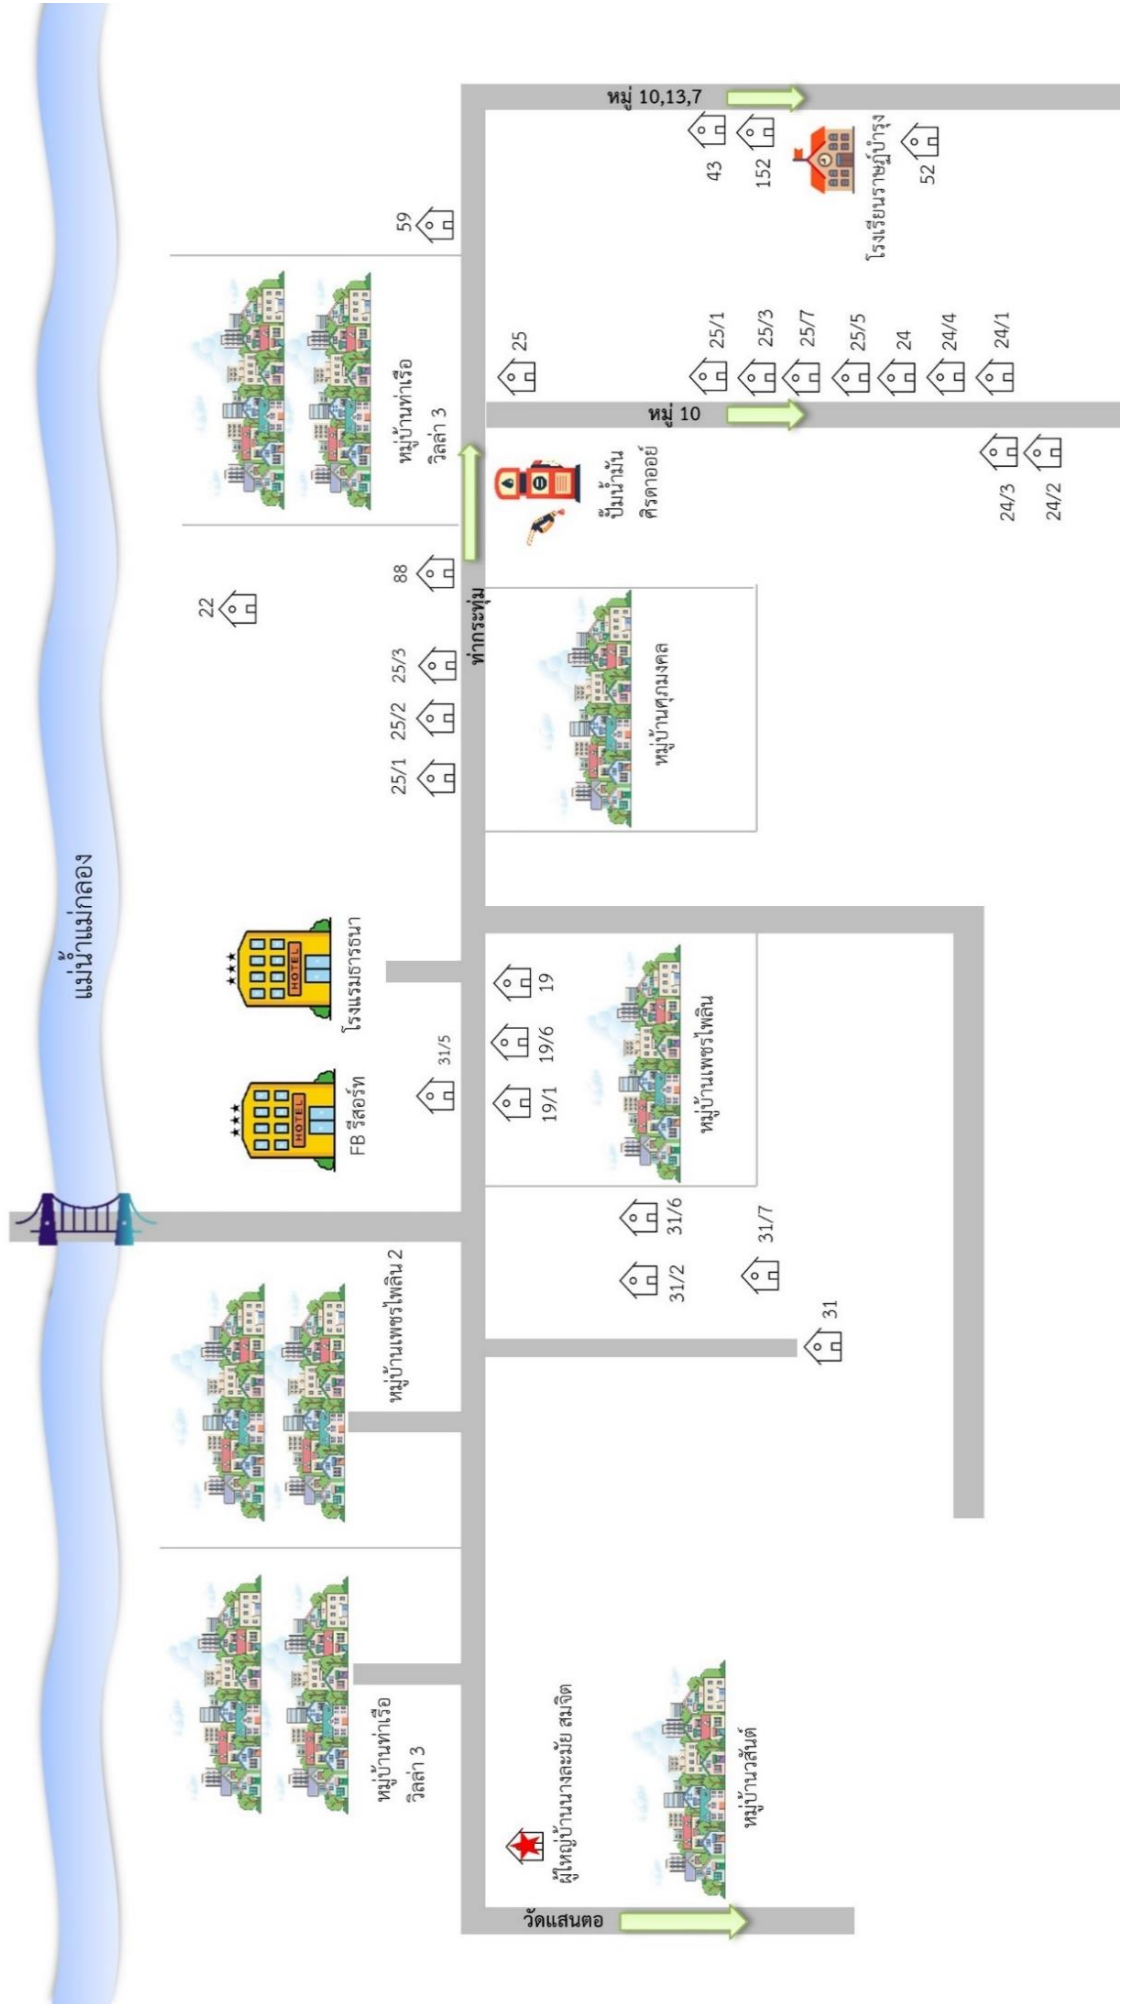 แม่น้ำแม่กลอง
หมู่บ้านท่าเรือ
วิลล่า 3
หมู่บ้านเพชรไพลิน 2
FB รีสอร์ท
HOTEL
โรงแรมธารธนา
HOTEL
31/5
25/1
25/2
25/3
22
88
หมู่บ้านท่าเรือ
วิลล่า 3
59
ท่ากระทุ่ม
วัดแสนตอ
ผู้ใหญ่บ้านนางละมัย สมจิต
หมู่บ้านวสันต์
31
31/2
31/6
31/7
19/1
19/6
19
หมู่บ้านเพชรไพลิน
หมู่บ้านศุภมงคล
ปั๊มน้ำมัน
ศิรดาออย์
หมู่ 10
25
25/1
25/3
25/7
25/5
24
24/4
24/1
24/3
24/2
หมู่ 10,13,7
43
152
โรงเรียนราษฎ์บำรุง
52